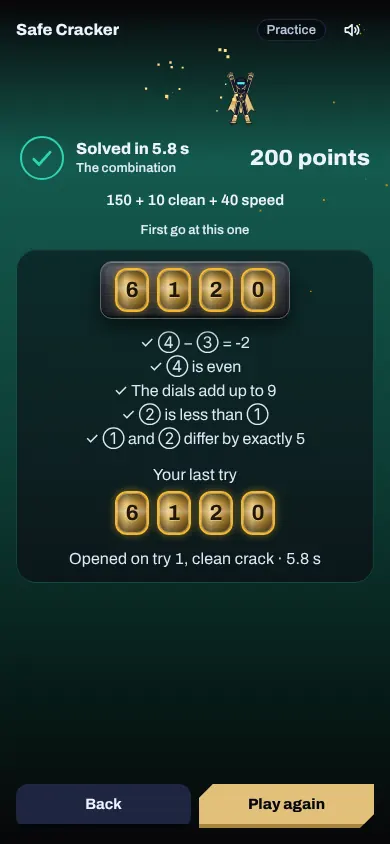 Safe Cracker
Practice
Solved in 5.8 s
The combination
200 points
150 + 10 clean + 40 speed
First go at this one
6 1 2 0
✓ ④ – ③ = -2
✓ ④ is even
✓ The dials add up to 9
✓ ② is less than ①
✓ ① and ② differ by exactly 5
Your last try
6 1 2 0
Opened on try 1, clean crack · 5.8 s
Back
Play again